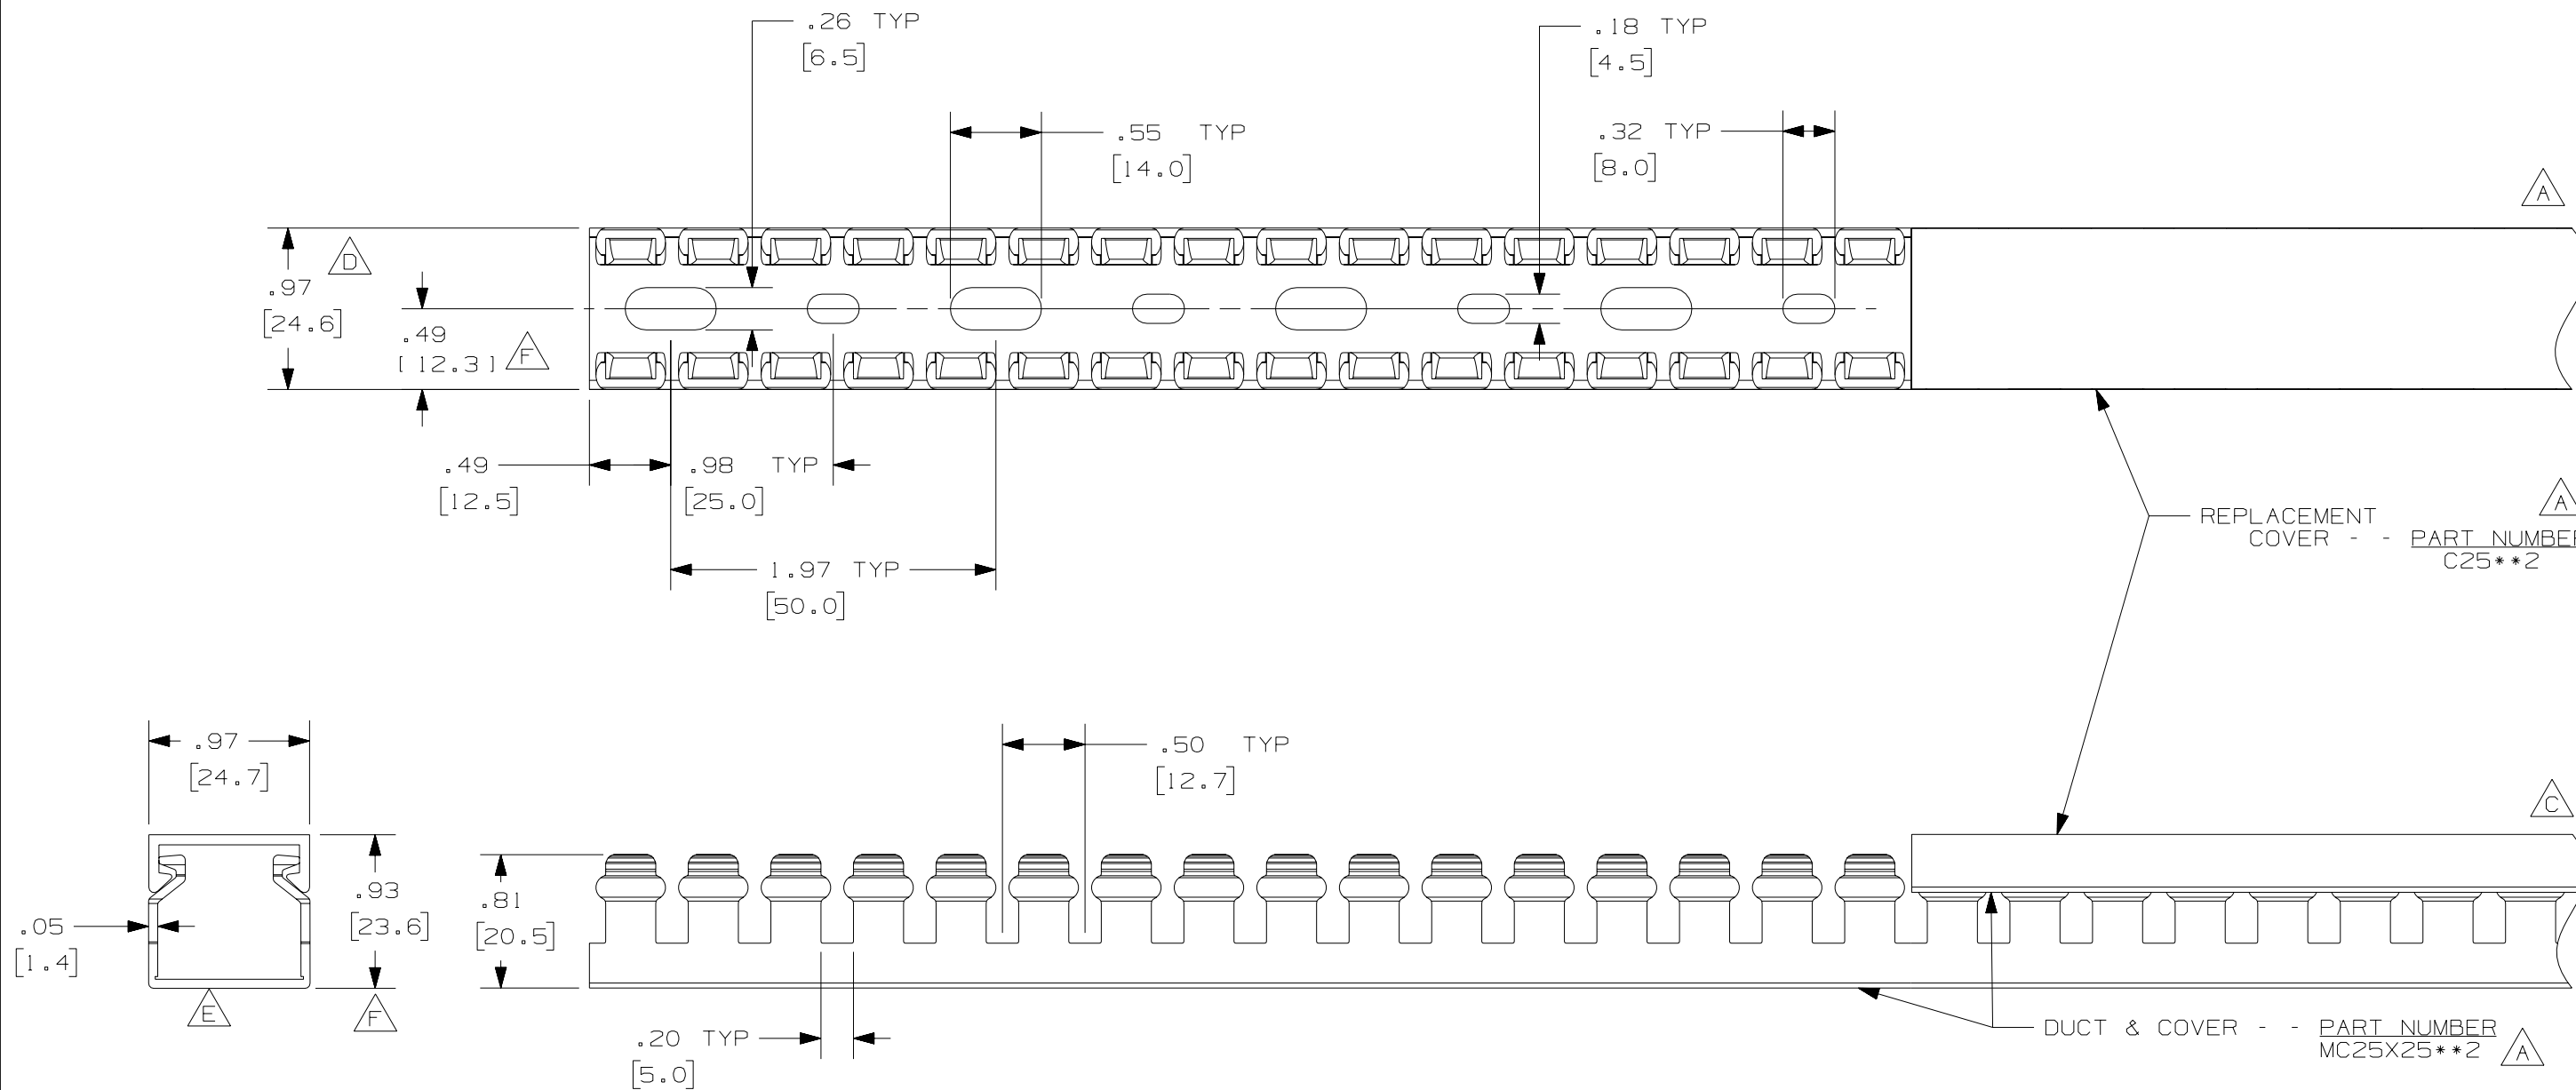 .26 TYP
[6.5]
.18 TYP
[4.5]
.55 TYP
[14.0]
.32 TYP
[8.0]
A
D
.97
[24.6]
.49
[12.3]
F
.49
[12.5]
.98 TYP
[25.0]
1.97 TYP
[50.0]
A
REPLACEMENT
COVER - - PART NUMBER
C25**2
.97
[24.7]
.50 TYP
[12.7]
C
.93
[23.6]
.81
[20.5]
.05
[1.4]
E
F
.20 TYP
[5.0]
DUCT & COVER - - PART NUMBER
MC25X25**2
A